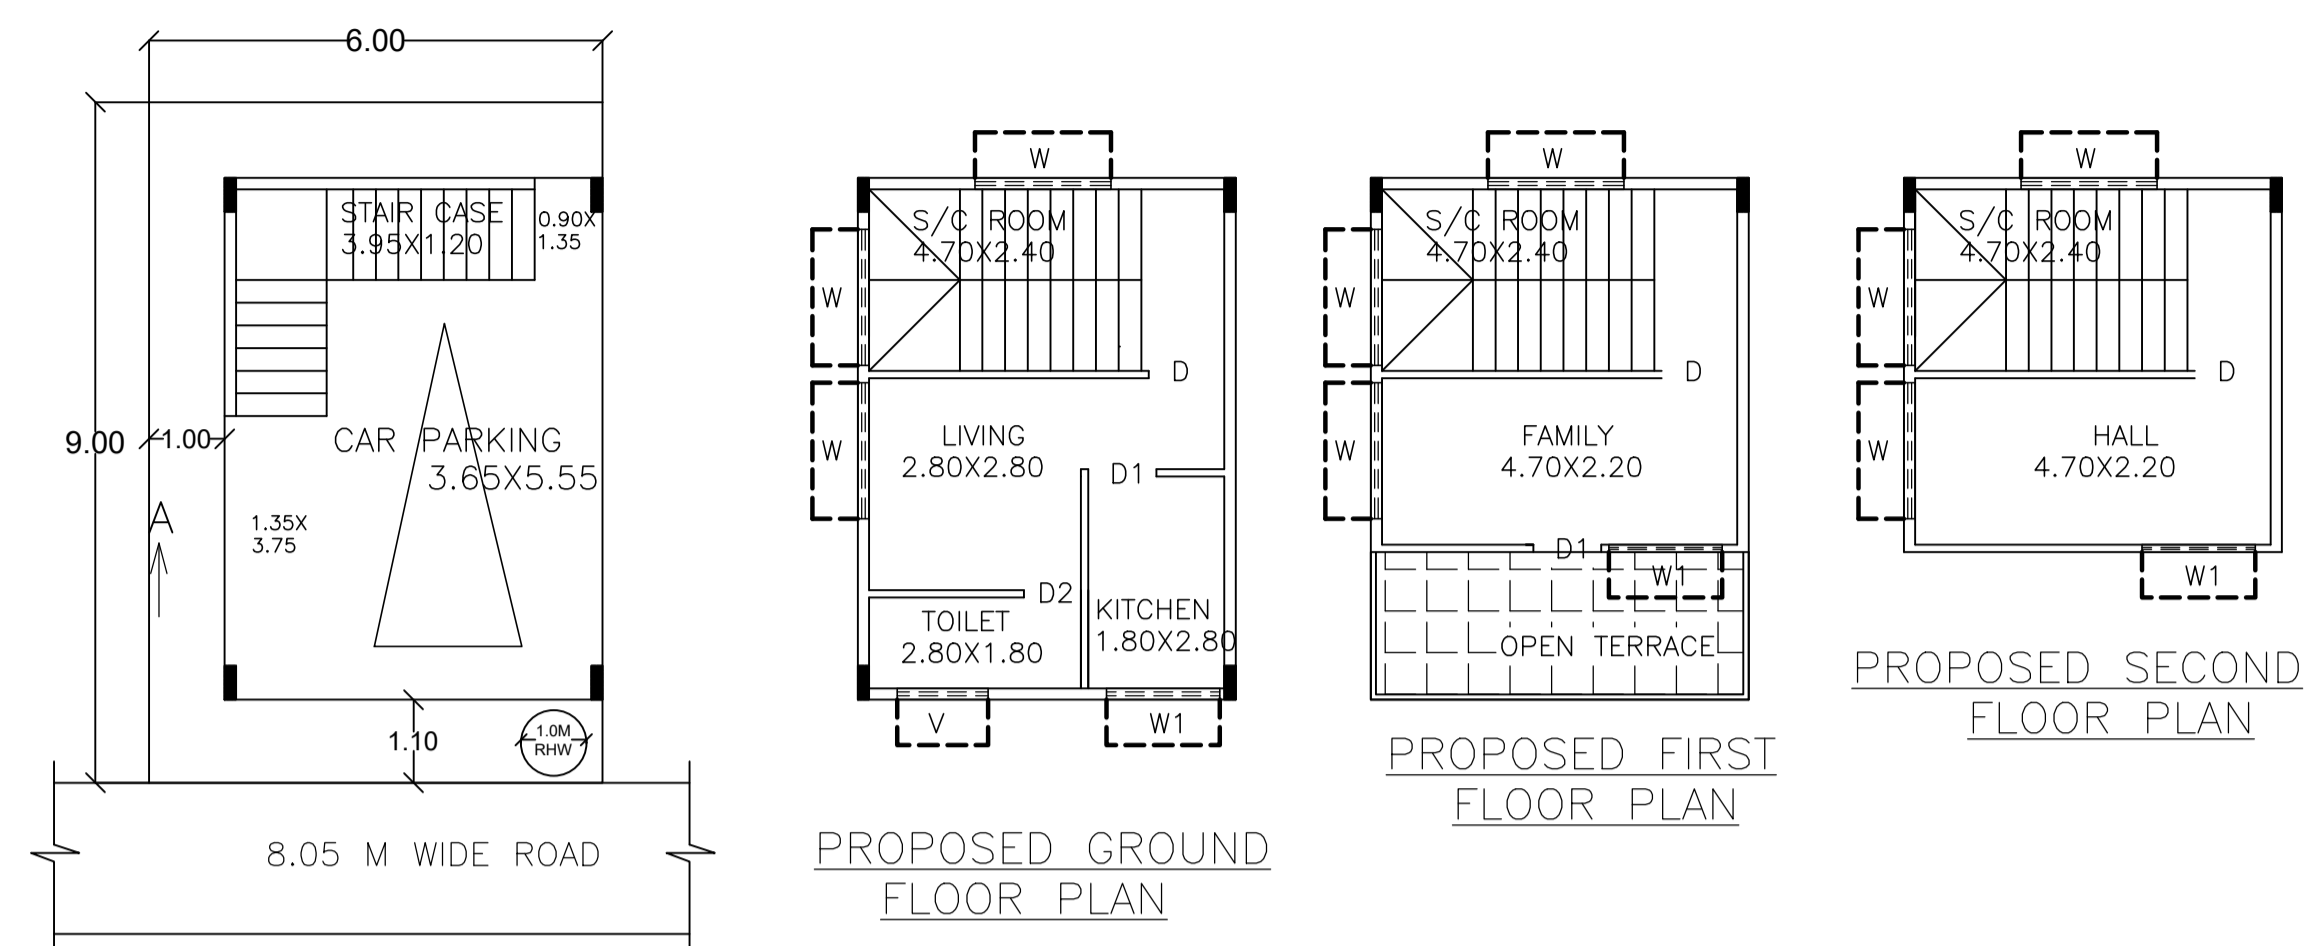 6.00
9.00
1.00
STAIR CASE
3.95X1.20
0.90X
1.35
CAR PARKING
3.65X5.55
A
1.35X
3.75
1.10
1.0M
RHW
8.05 M WIDE ROAD
W
S/C ROOM
4.70X2.40
W
D
W
LIVING
2.80X2.80
D1
D2
TOILET
2.80X1.80
KITCHEN
1.80X2.80
V
W1
PROPOSED GROUND
FLOOR PLAN
W
S/C ROOM
4.70X2.40
W
D
W
FAMILY
4.70X2.20
D1
W1
OPEN TERRACE
PROPOSED FIRST
FLOOR PLAN
W
S/C ROOM
4.70X2.40
W
D
W
HALL
4.70X2.20
W1
PROPOSED SECOND
FLOOR PLAN